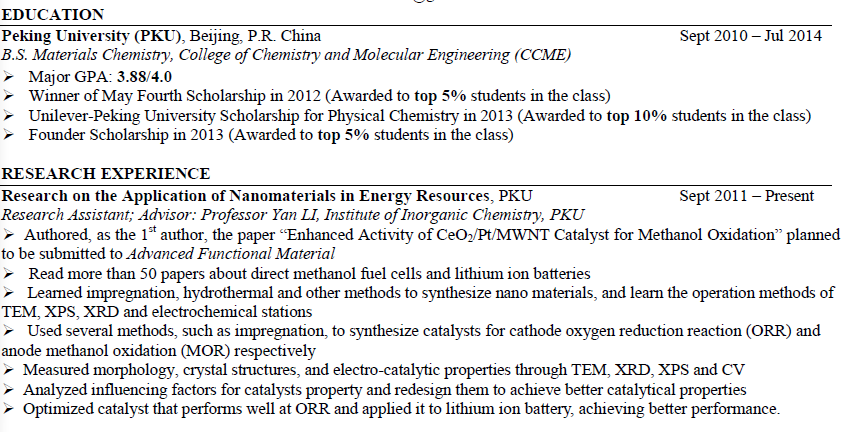 EDUCATION
Peking University (PKU), Beijing, P.R. China Sept 2010 – Jul 2014
B.S. Materials Chemistry, College of Chemistry and Molecular Engineering (CCME)
➢ Major GPA: 3.88/4.0
➢ Winner of May Fourth Scholarship in 2012 (Awarded to top 5% students in the class)
➢ Unilever-Peking University Scholarship for Physical Chemistry in 2013 (Awarded to top 10% students in the class)
➢ Founder Scholarship in 2013 (Awarded to top 5% students in the class)
RESEARCH EXPERIENCE
Research on the Application of Nanomaterials in Energy Resources, PKU Sept 2011 – Present
Research Assistant; Advisor: Professor Yan LI, Institute of Inorganic Chemistry, PKU
➢ Authored, as the 1st author, the paper “Enhanced Activity of CeO2/Pt/MWNT Catalyst for Methanol Oxidation” planned
to be submitted to Advanced Functional Material
➢ Read more than 50 papers about direct methanol fuel cells and lithium ion batteries
➢ Learned impregnation, hydrothermal and other methods to synthesize nano materials, and learn the operation methods of
TEM, XPS, XRD and electrochemical stations
➢ Used several methods, such as impregnation, to synthesize catalysts for cathode oxygen reduction reaction (ORR) and
anode methanol oxidation (MOR) respectively
➢ Measured morphology, crystal structures, and electro-catalytic properties through TEM, XRD, XPS and CV
➢ Analyzed influencing factors for catalysts property and redesign them to achieve better catalytical properties
➢ Optimized catalyst that performs well at ORR and applied it to lithium ion battery, achieving better performance.